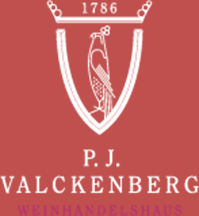 1786
P. J.
VALCKENBERG
WEINHANDELSHAUS